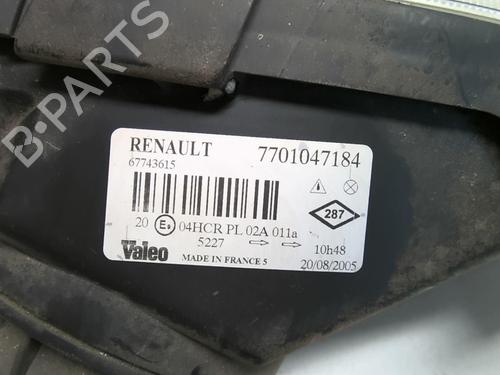 RENAULT 7701047184
67743615
287
20 E 04HCR PL 02A 011a
5227 10h48
Valeo MADE IN FRANCE 5 20/08/2005
B-PARTS